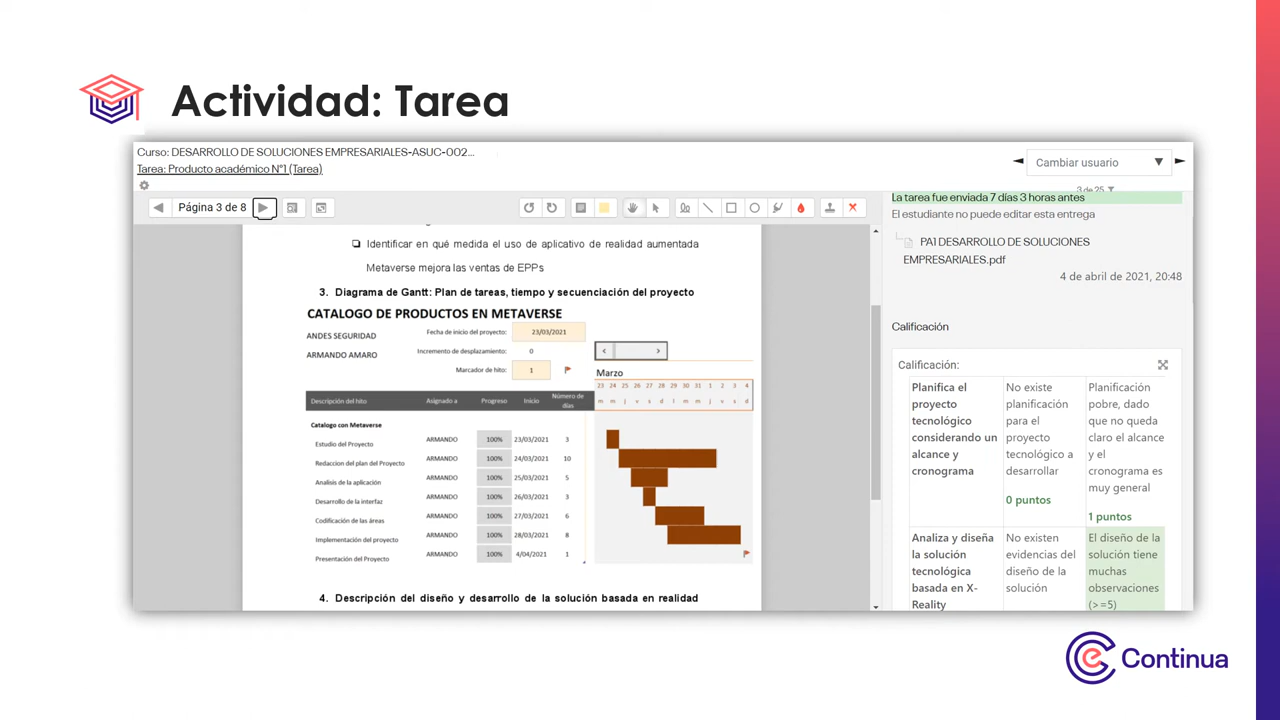 Actividad: Tarea
Curso: DESARROLLO DE SOLUCIONES EMPRESARIALES-ASUC-002...
Tarea: Producto académico N°1 (Tarea)
Cambiar usuario
3 de 25
Página 3 de 8
Identificar en qué medida el uso de aplicativo de realidad aumentada
Metaverse mejora las ventas de EPPs
3. Diagrama de Gantt: Plan de tareas, tiempo y secuenciación del proyecto
CATALOGO DE PRODUCTOS EN METAVERSE
ANDES SEGURIDAD
Fecha de inicio del proyecto:
23/03/2021
ARMANDO AMARO
Incremento de desplazamiento:
0
Marcador de hito:
1
Marzo
23 24 25 26 27 28 29 30 31 1 2 3 4
m m j v s d l m m j v s d
Descripción del hito Asignado a Progreso Inicio Número de
días
Catalogo con Metaverse
Estudio del Proyecto ARMANDO 100% 23/03/2021 3
Redaccion del plan del Proyecto ARMANDO 100% 24/03/2021 10
Analisis de la aplicación ARMANDO 100% 25/03/2021 5
Desarrollo de la interfaz ARMANDO 100% 26/03/2021 3
Codificación de las áreas ARMANDO 100% 27/03/2021 6
Implementación del proyecto ARMANDO 100% 28/03/2021 8
Presentación del Proyecto ARMANDO 100% 4/04/2021 1
4. Descripción del diseño y desarrollo de la solución basada en realidad
La tarea fue enviada 7 días 3 horas antes
El estudiante no puede editar esta entrega
PA1 DESARROLLO DE SOLUCIONES
EMPRESARIALES.pdf
4 de abril de 2021, 20:48
Calificación
Calificación:
Planifica el
proyecto
tecnológico
considerando un
alcance y
cronograma
No existe
planificación
para el
proyecto
tecnológico a
desarrollar
0 puntos
Planificación
pobre, dado
que no queda
claro el alcance
y el
cronograma es
muy general
1 puntos
Analiza y diseña
la solución
tecnológica
basada en X-
Reality
No existen
evidencias del
diseño de la
solución
El diseño de la
solución tiene
muchas
observaciones
(>=5)
Continua